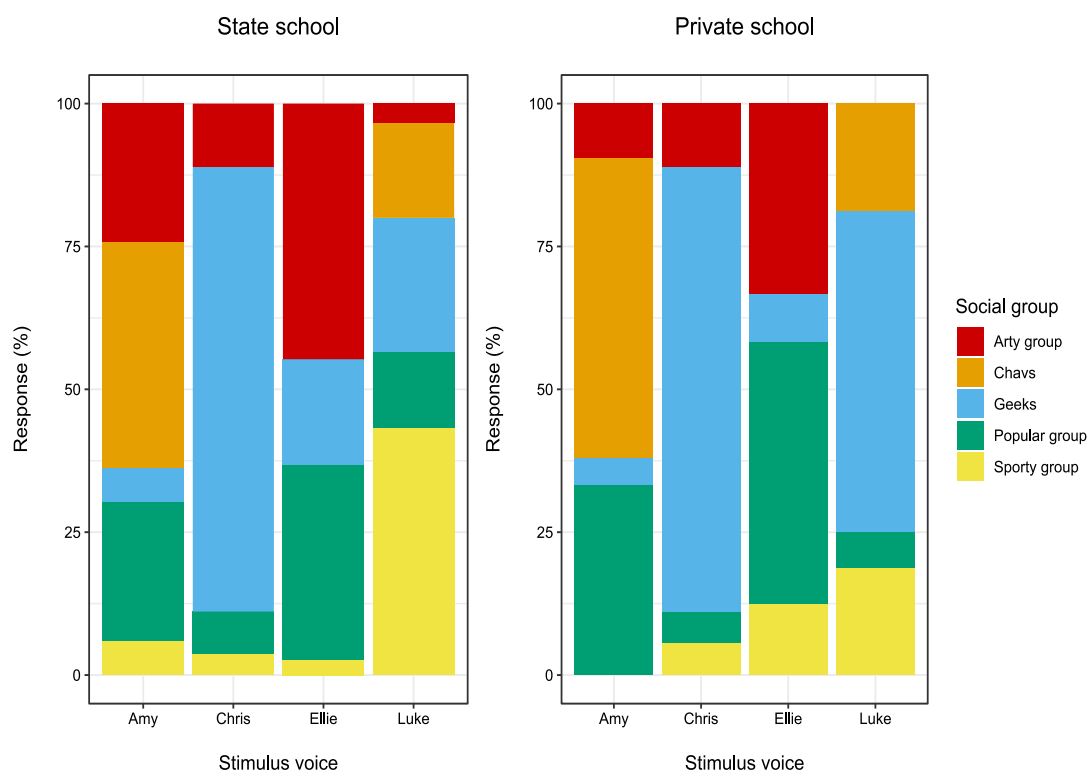 State school
Private school
100
75
50
25
0
Response (%)
Amy
Chris
Ellie
Luke
Stimulus voice
100
75
50
25
0
Response (%)
Amy
Chris
Ellie
Luke
Stimulus voice
Social group
Arty group
Chavs
Geeks
Popular group
Sporty group